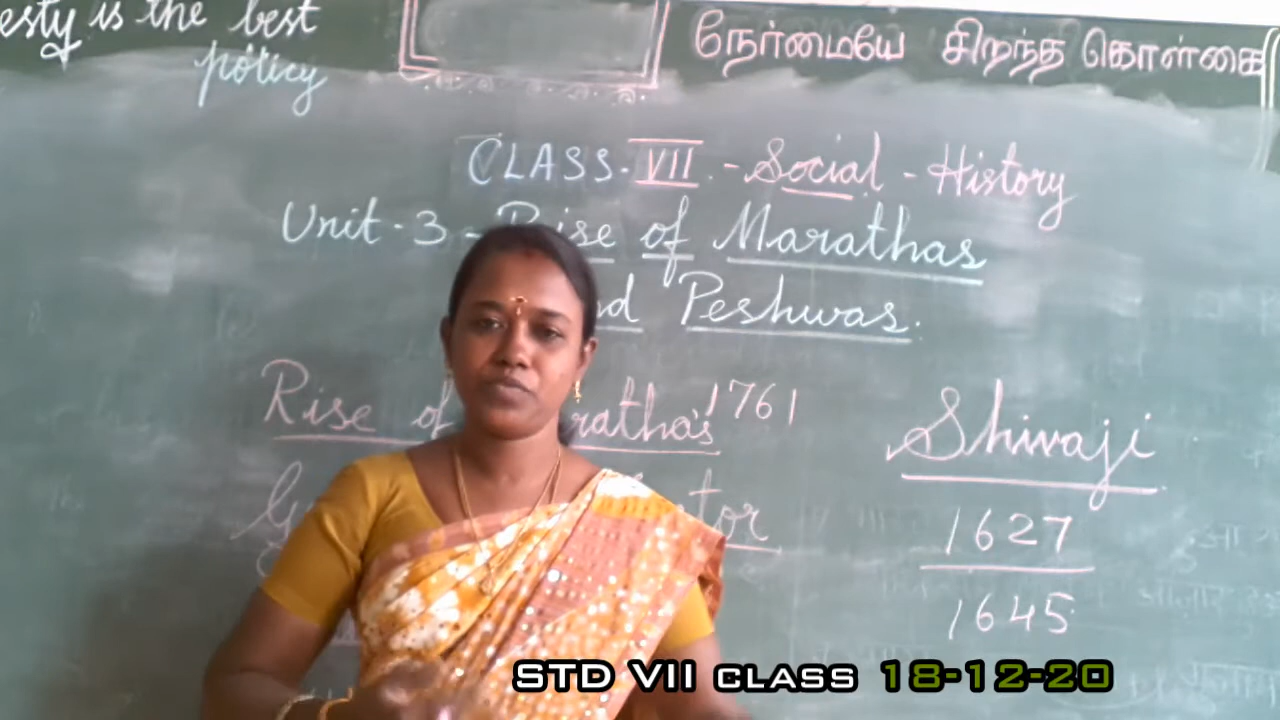 is the best
policy
நேர்மையே சிறந்த கொள்கை
CLASS-VII.-Social-History
Unit-3- Rise of Marathas
Peshwas.
Rise of
1761
Shivaji
1627
1645
STD VII CLASS 18-12-20